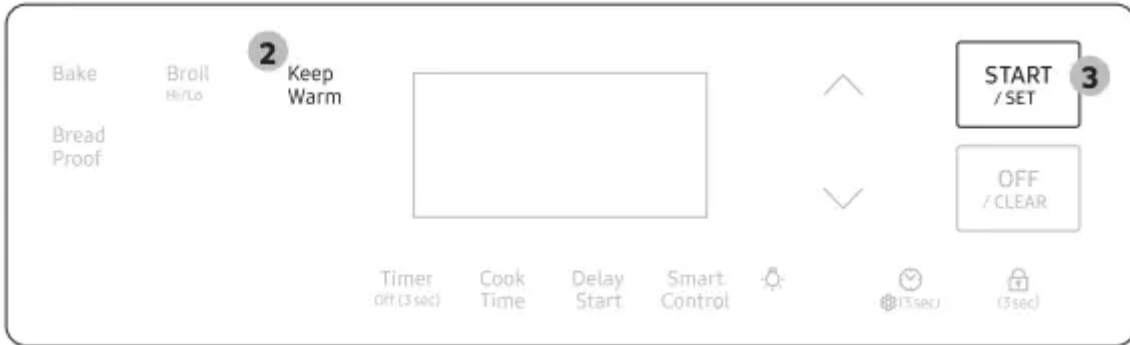 2
Bake
Broil
Hi/Lo
Keep
Warm
START
/ SET
3
Bread
Proof
OFF
/ CLEAR
Timer
Off (3 sec)
Cook
Time
Delay
Start
Smart
Control
(3 sec)
(3 sec)